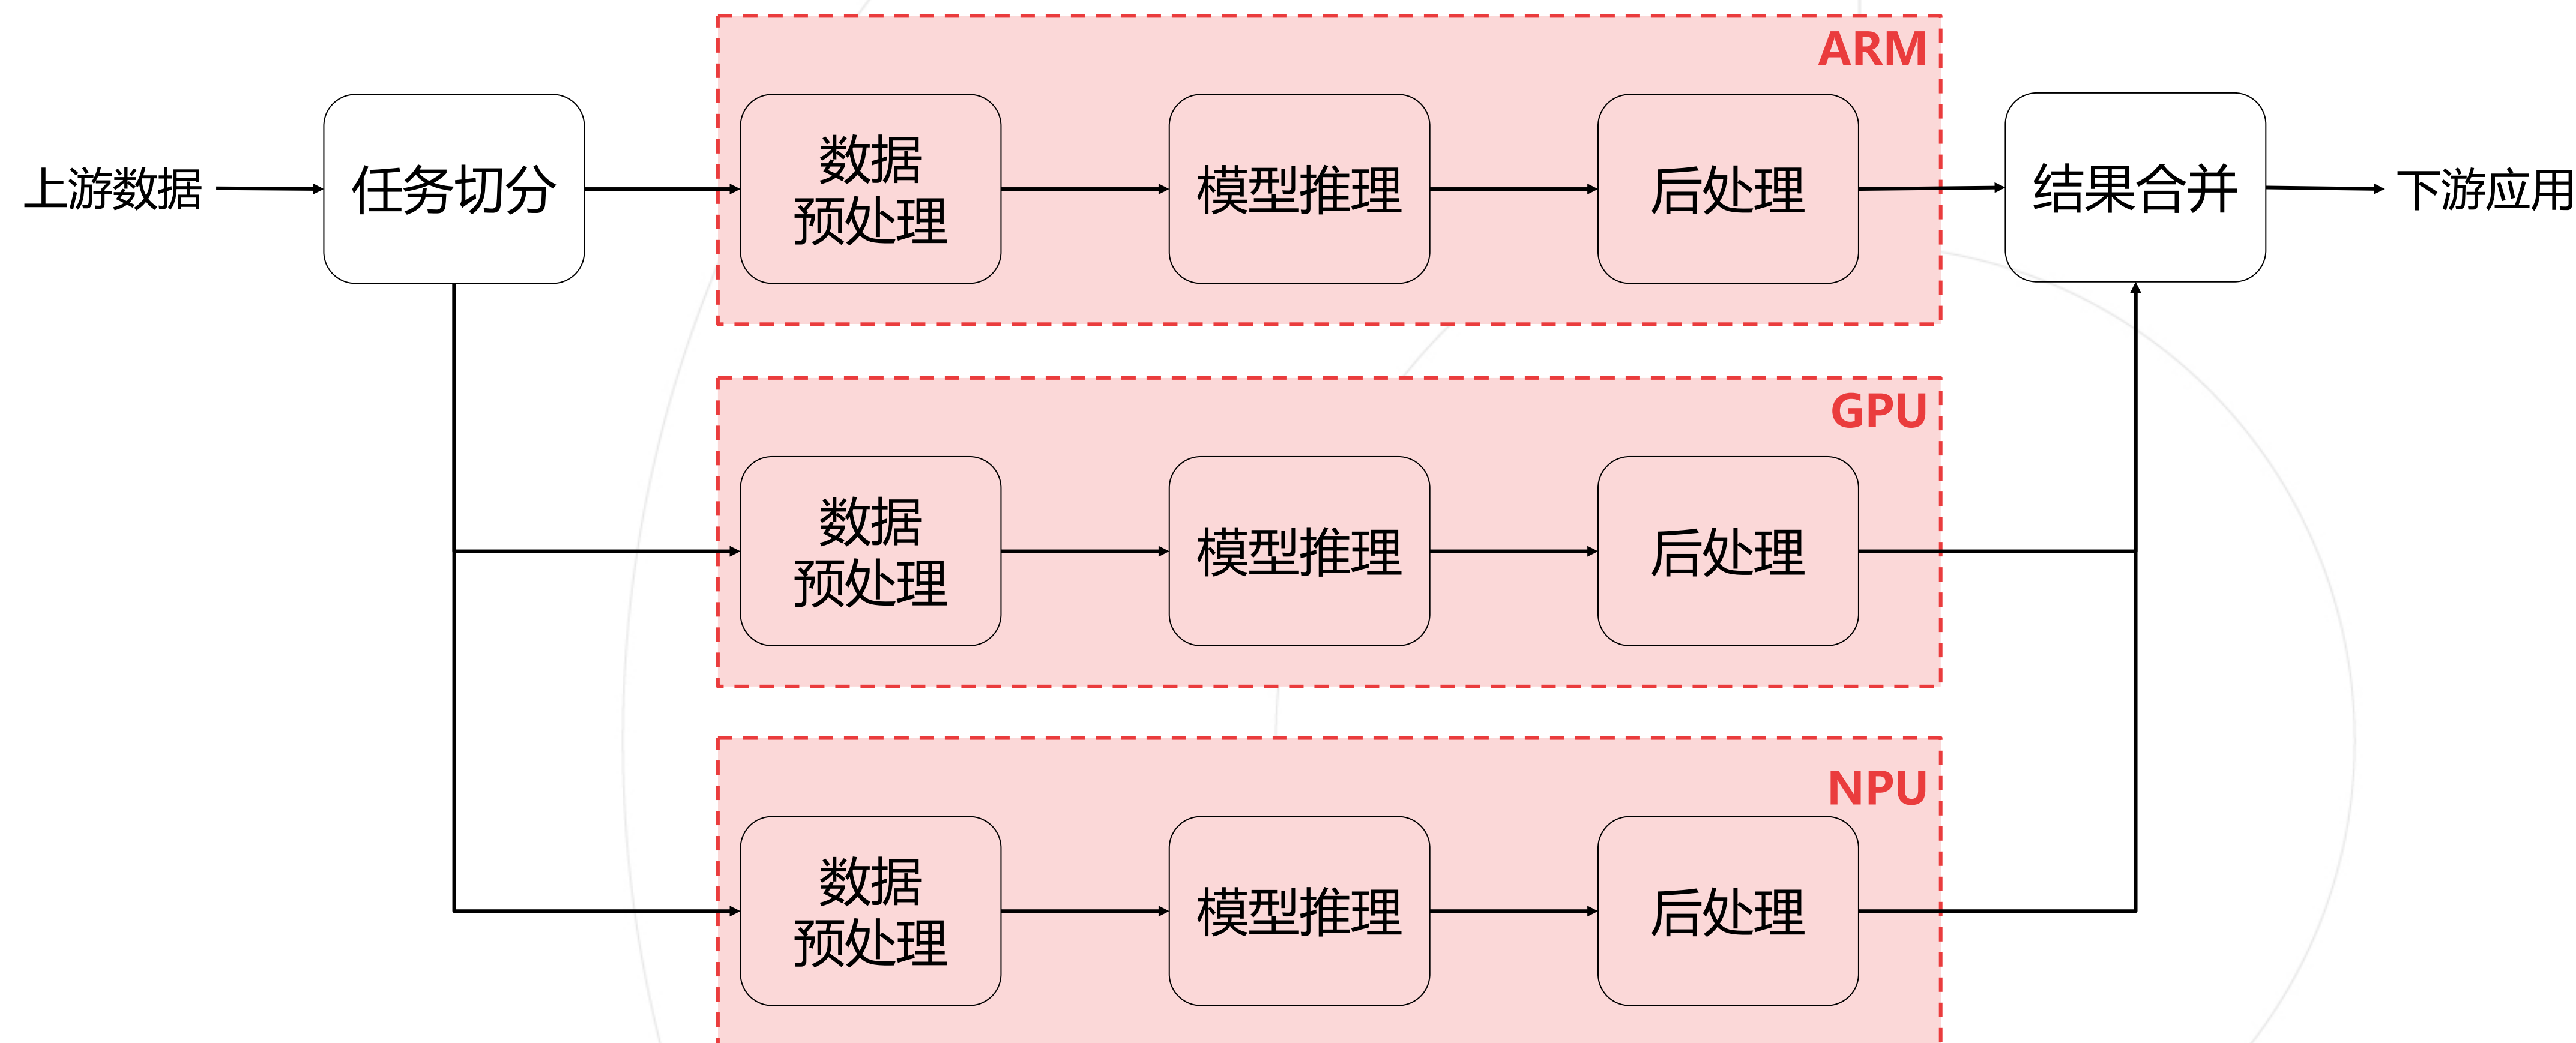 ARM
上游数据
任务切分
数据
预处理
模型推理
后处理
结果合并
下游应用
GPU
数据
预处理
模型推理
后处理
NPU
数据
预处理
模型推理
后处理